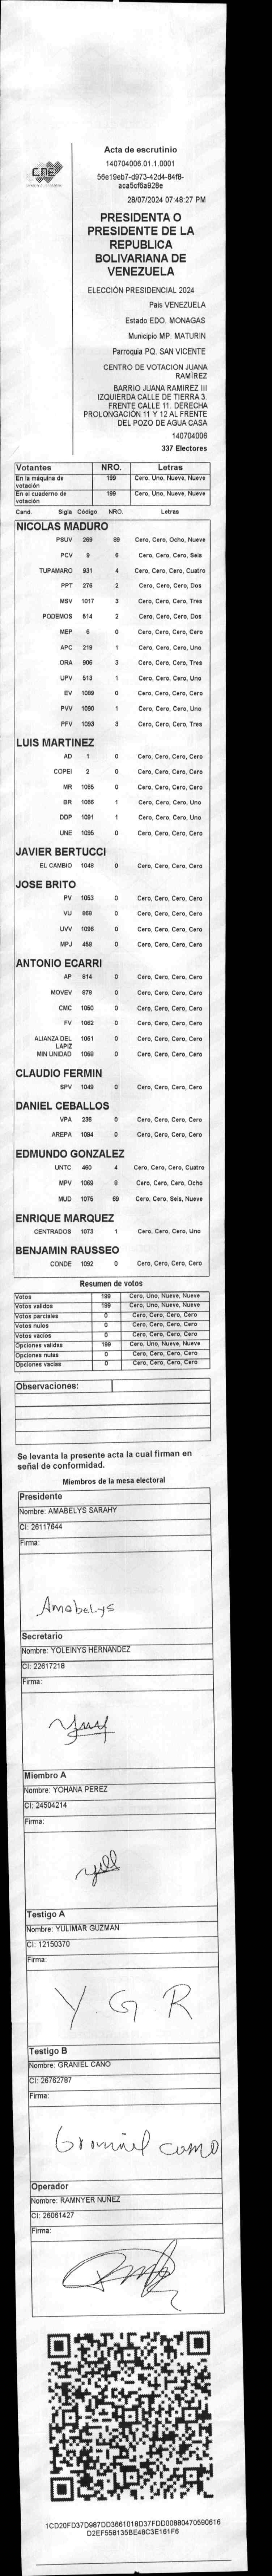 CNE
Acta de escrutinio
140704006.01.1.0001
56e19eb7-d973-42d4-84f8-
aca5cf6a928e
28/07/2024 07:48:27 PM
PRESIDENTA O
PRESIDENTE DE LA
REPUBLICA
BOLIVARIANA DE
VENEZUELA
ELECCIÓN PRESIDENCIAL 2024
Pais VENEZUELA
Estado EDO. MONAGAS
Municipio MP. MATURIN
Parroquia PQ. SAN VICENTE
CENTRO DE VOTACION JUANA
RAMÍREZ
BARRIO JUANA RAMIREZ III
IZQUIERDA CALLE DE TIERRA 3.
FRENTE CALLE 11. DERECHA
PROLONGACIÓN 11 Y 12 AL FRENTE
DEL POZO DE AGUA CASA
140704006
337 Electores
Votantes NRO. Letras
En la máquina de votación 199 Cero, Uno, Nueve, Nueve
En el cuaderno de votación 199 Cero, Uno, Nueve, Nueve
Cand. Sigla Código NRO. Letras
NICOLAS MADURO
PSUV 269 89 Cero, Cero, Ocho, Nueve
PCV 9 6 Cero, Cero, Cero, Seis
TUPAMARO 931 4 Cero, Cero, Cero, Cuatro
PPT 276 2 Cero, Cero, Cero, Dos
MSV 1017 3 Cero, Cero, Cero, Tres
PODEMOS 514 2 Cero, Cero, Cero, Dos
MEP 6 0 Cero, Cero, Cero, Cero
APC 219 1 Cero, Cero, Cero, Uno
ORA 906 3 Cero, Cero, Cero, Tres
UPV 513 1 Cero, Cero, Cero, Uno
EV 1089 0 Cero, Cero, Cero, Cero
PVV 1090 1 Cero, Cero, Cero, Uno
PFV 1093 3 Cero, Cero, Cero, Tres
LUIS MARTINEZ
AD 1 0 Cero, Cero, Cero, Cero
COPEI 2 0 Cero, Cero, Cero, Cero
MR 1065 0 Cero, Cero, Cero, Cero
BR 1066 1 Cero, Cero, Cero, Uno
DDP 1091 1 Cero, Cero, Cero, Uno
UNE 1095 0 Cero, Cero, Cero, Cero
JAVIER BERTUCCI
EL CAMBIO 1048 0 Cero, Cero, Cero, Cero
JOSE BRITO
PV 1053 0 Cero, Cero, Cero, Cero
VU 868 0 Cero, Cero, Cero, Cero
UVV 1096 0 Cero, Cero, Cero, Cero
MPJ 459 0 Cero, Cero, Cero, Cero
ANTONIO ECARRI
AP 814 0 Cero, Cero, Cero, Cero
MOVEV 878 0 Cero, Cero, Cero, Cero
CMC 1050 0 Cero, Cero, Cero, Cero
FV 1062 0 Cero, Cero, Cero, Cero
ALIANZA DEL LAPIZ 1051 0 Cero, Cero, Cero, Cero
MIN UNIDAD 1068 0 Cero, Cero, Cero, Cero
CLAUDIO FERMIN
SPV 1049 0 Cero, Cero, Cero, Cero
DANIEL CEBALLOS
VPA 236 0 Cero, Cero, Cero, Cero
AREPA 1094 0 Cero, Cero, Cero, Cero
EDMUNDO GONZALEZ
UNTC 460 4 Cero, Cero, Cero, Cuatro
MPV 1069 8 Cero, Cero, Cero, Ocho
MUD 1075 69 Cero, Cero, Seis, Nueve
ENRIQUE MARQUEZ
CENTRADOS 1073 1 Cero, Cero, Cero, Uno
BENJAMIN RAUSSEO
CONDE 1092 0 Cero, Cero, Cero, Cero
Resumen de votos
Votos 199 Cero, Uno, Nueve, Nueve
Votos validos 199 Cero, Uno, Nueve, Nueve
Votos parciales 0 Cero, Cero, Cero, Cero
Votos nulos 0 Cero, Cero, Cero, Cero
Votos vacios 0 Cero, Cero, Cero, Cero
Opciones validas 199 Cero, Uno, Nueve, Nueve
Opciones nulas 0 Cero, Cero, Cero, Cero
Opciones vacias 0 Cero, Cero, Cero, Cero
Observaciones:
Se levanta la presente acta la cual firman en
señal de conformidad.
Miembros de la mesa electoral
Presidente
Nombre: AMABELYS SARAHY
CI: 26117644
Firma:
Amabelys
Secretario
Nombre: YOLEINYS HERNANDEZ
CI: 22617218
Firma:
Miembro A
Nombre: YOHANA PEREZ
CI: 24504214
Firma:
Testigo A
Nombre: YULIMAR GUZMAN
CI: 12150370
Firma:
Y. G. R
Testigo B
Nombre: GRANIEL CANO
CI: 26762787
Firma:
Graniel cano
Operador
Nombre: RAMNYER NUÑEZ
CI: 26061427
Firma:
1CD20FD37D987DD3661018D37FDD00880470590616
D2EF558135BE48C3E161F6